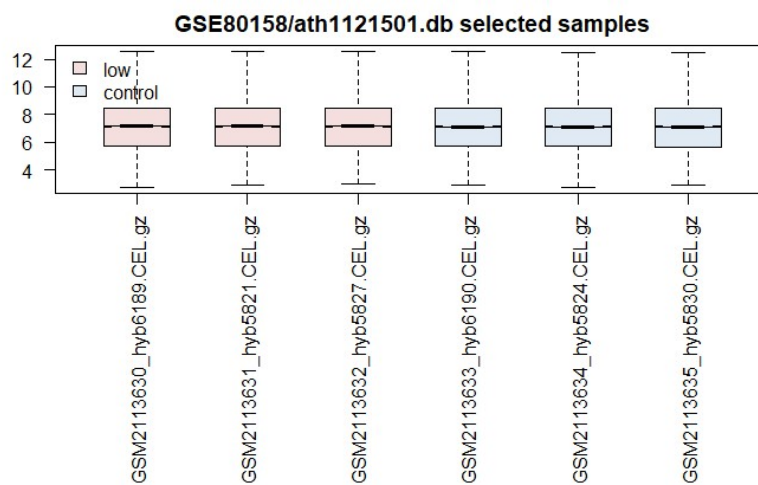 GSE80158/ath1121501.db selected samples
12
10
8
6
4
low
control
GSM2113630_hyb6189.CEL.gz
GSM2113631_hyb5821.CEL.gz
GSM2113632_hyb5827.CEL.gz
GSM2113633_hyb6190.CEL.gz
GSM2113634_hyb5824.CEL.gz
GSM2113635_hyb5830.CEL.gz